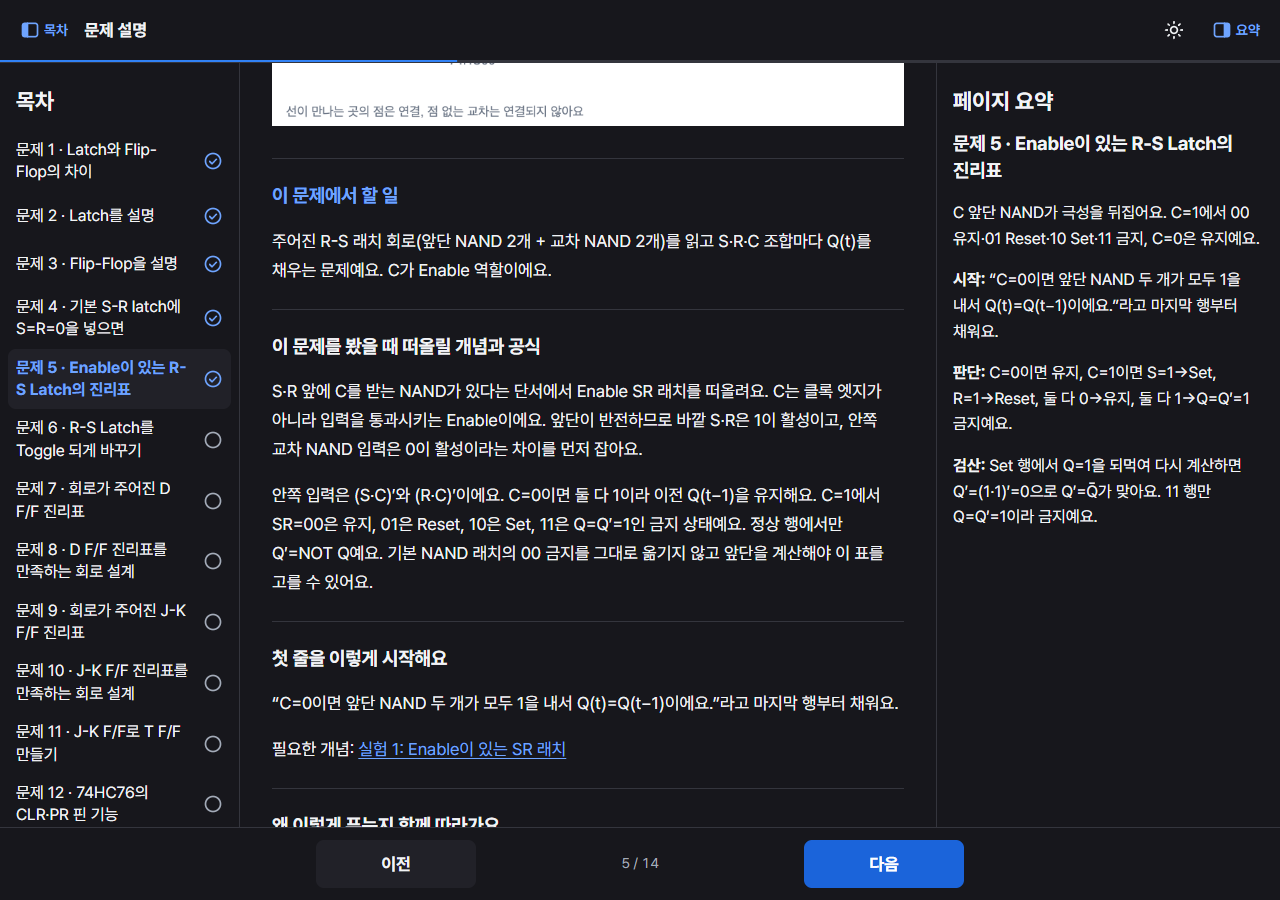 목차
문제 설명
요약
목차
문제 1 · Latch와 Flip-
Flop의 차이
문제 2 · Latch를 설명
문제 3 · Flip-Flop을 설명
문제 4 · 기본 S-R latch에
S=R=0을 넣으면
문제 5 · Enable이 있는 R-
S Latch의 진리표
문제 6 · R-S Latch를
Toggle 되게 바꾸기
문제 7 · 회로가 주어진 D
F/F 진리표
문제 8 · D F/F 진리표를
만족하는 회로 설계
문제 9 · 회로가 주어진 J-K
F/F 진리표
문제 10 · J-K F/F 진리표를
만족하는 회로 설계
문제 11 · J-K F/F로 T F/F
만들기
문제 12 · 74HC76의
CLR·PR 핀 기능
선이 만나는 곳의 점은 연결, 점 없는 교차는 연결되지 않아요
이 문제에서 할 일
주어진 R-S 래치 회로(앞단 NAND 2개 + 교차 NAND 2개)를 읽고 S·R·C 조합마다 Q(t)를
채우는 문제예요. C가 Enable 역할이에요.
이 문제를 봤을 때 떠올릴 개념과 공식
S·R 앞에 C를 받는 NAND가 있다는 단서에서 Enable SR 래치를 떠올려요. C는 클록 엣지가
아니라 입력을 통과시키는 Enable이에요. 앞단이 반전하므로 바깥 S·R은 1이 활성이고, 안쪽
교차 NAND 입력은 0이 활성이라는 차이를 먼저 잡아요.
안쪽 입력은 (S·C)′와 (R·C)′이에요. C=0이면 둘 다 1이라 이전 Q(t−1)을 유지해요. C=1에서
SR=00은 유지, 01은 Reset, 10은 Set, 11은 Q=Q′=1인 금지 상태예요. 정상 행에서만
Q′=NOT Q예요. 기본 NAND 래치의 00 금지를 그대로 옮기지 않고 앞단을 계산해야 이 표를
고를 수 있어요.
첫 줄을 이렇게 시작해요
“C=0이면 앞단 NAND 두 개가 모두 1을 내서 Q(t)=Q(t−1)이에요.”라고 마지막 행부터 채워요.
필요한 개념: 실험 1: Enable이 있는 SR 래치
왜 이렇게 푸는지 함께 따라가요
페이지 요약
문제 5 · Enable이 있는 R-S Latch의
진리표
C 앞단 NAND가 극성을 뒤집어요. C=1에서 00
유지·01 Reset·10 Set·11 금지, C=0은 유지예요.
시작: “C=0이면 앞단 NAND 두 개가 모두 1을
내서 Q(t)=Q(t−1)이에요.”라고 마지막 행부터
채워요.
판단: C=0이면 유지, C=1이면 S=1→Set,
R=1→Reset, 둘 다 0→유지, 둘 다 1→Q=Q′=1
금지예요.
검산: Set 행에서 Q=1을 되먹여 다시 계산하면
Q′=(1·1)′=0으로 Q′=Q̄가 맞아요. 11 행만
Q=Q′=1이라 금지예요.
이전
5 / 14
다음